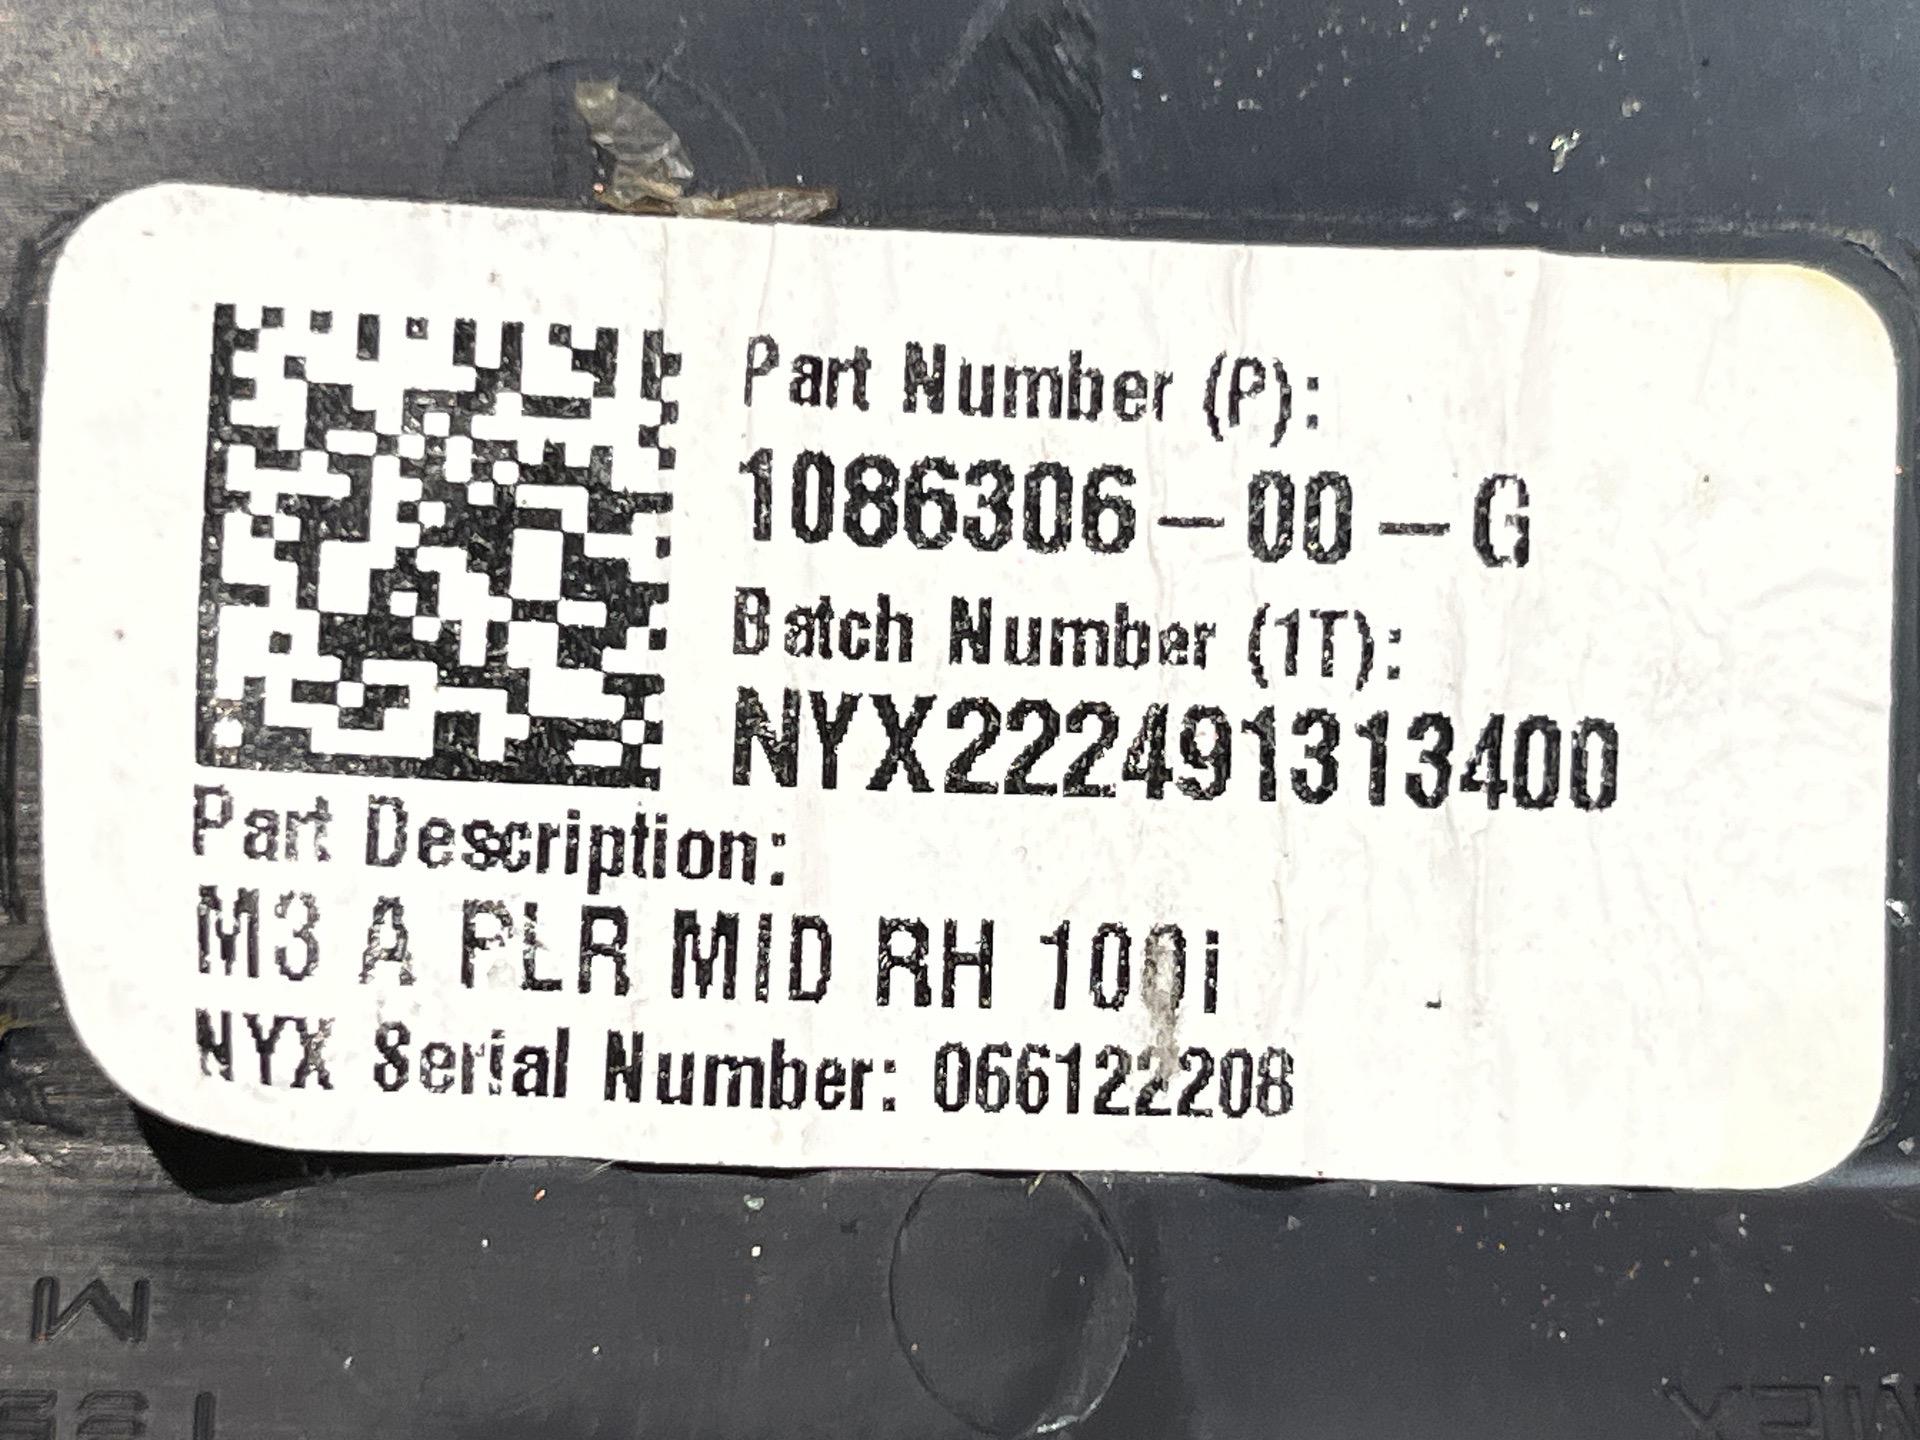 Part Number (P):
1086306-00-G
Batch Number (1T):
NYX222491313400
Part Description:
M3 A PLR MID RH 100i
NYX Serial Number: 066122208